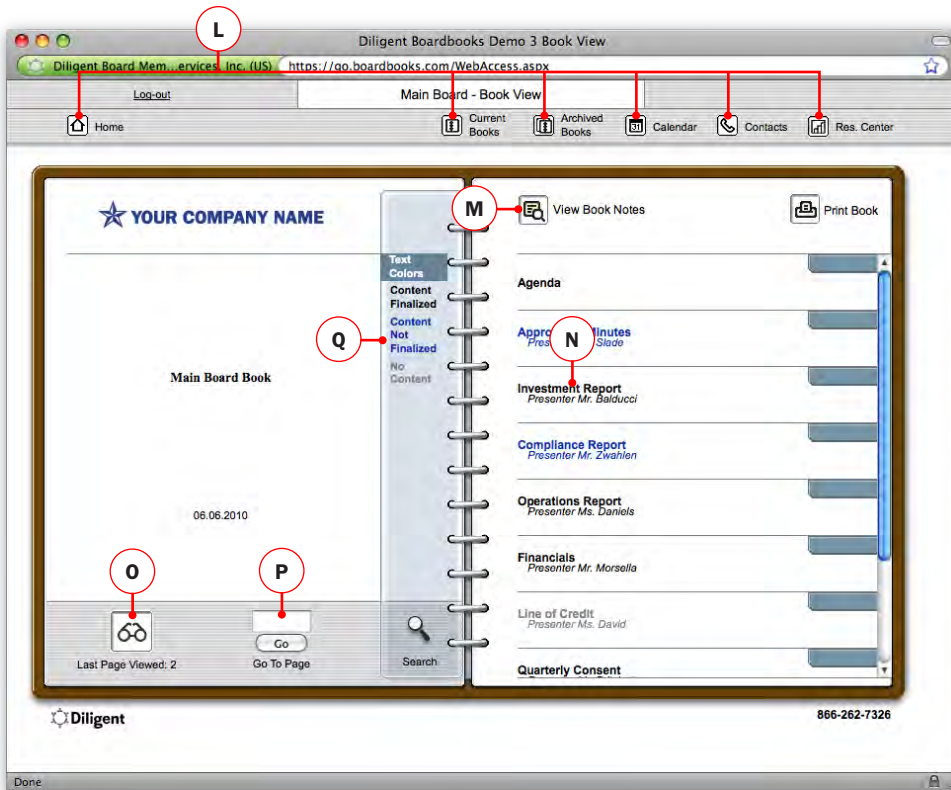 L
Diligent Boardbooks Demo 3 Book View
Diligent Board Mem...ervices, Inc. (US) https://go.boardbooks.com/WebAccess.aspx
Log-out
Main Board - Book View
Home
Current
Books
Archived
Books
31
Calendar
Contacts
Res. Center
YOUR COMPANY NAME
M
View Book Notes
Print Book
Text
Colors
Content
Finalized
Content
Not
Finalized
No
Content
Q
Main Board Book
06.06.2010
O
P
Last Page Viewed: 2
Go
Go To Page
Search
Agenda
Minutes
Slade
N
Investment Report
Presenter Mr. Balducci
Compliance Report
Presenter Mr. Zwahlen
Operations Report
Presenter Ms. Daniels
Financials
Presenter Mr. Morsella
Line of Credit
Presenter Ms. David
Quarterly Consent
Diligent
866-262-7326
Done